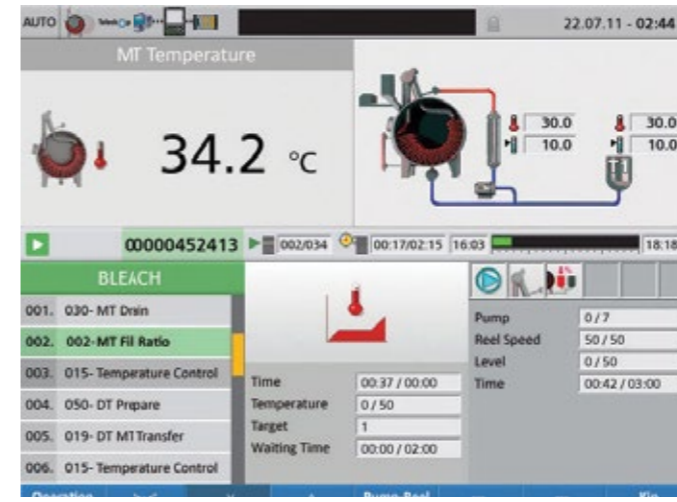 AUTO
22.07.11 - 02:44
MT Temperature
34.2 °C
30.0 30.0
10.0 10.0
00000452413 002/034 00:17/02:15 16:03 18:18
BLEACH
001. 030- MT Drain
002. 002-MT Fil Ratio
003. 015- Temperature Control
004. 050- DT Prepare
005. 019- DT MT Transfer
006. 015- Temperature Control
Time 00:37 / 00:00
Temperature 0 / 50
Target 1
Waiting Time 00:00 / 02:00
Pump 0 / 7
Reel Speed 50 / 50
Level 0 / 50
Time 00:42 / 03:00
Operation Pump-Reel